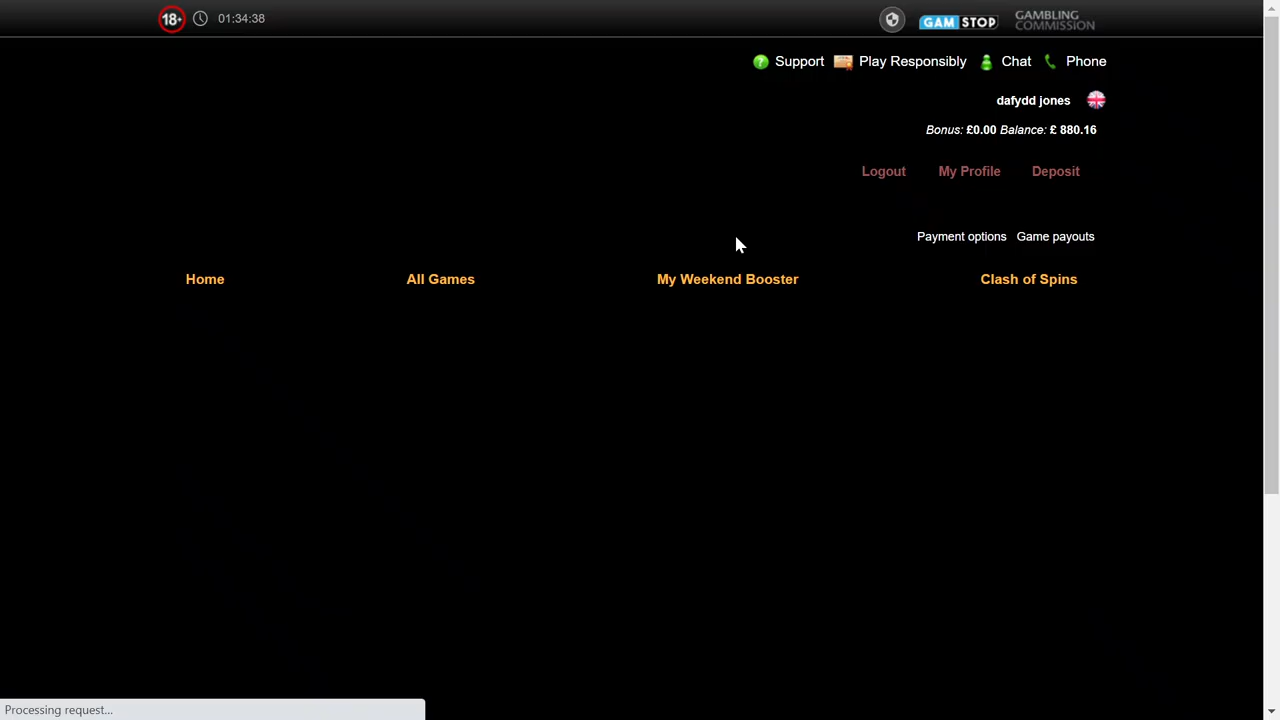 18+ 01:34:38 GAMSTOP GAMBLING
COMMISSION
Support Play Responsibly Chat Phone
dafydd jones
Bonus: £0.00 Balance: £ 880.16
Logout My Profile Deposit
Payment options Game payouts
Home All Games My Weekend Booster Clash of Spins
Processing request...